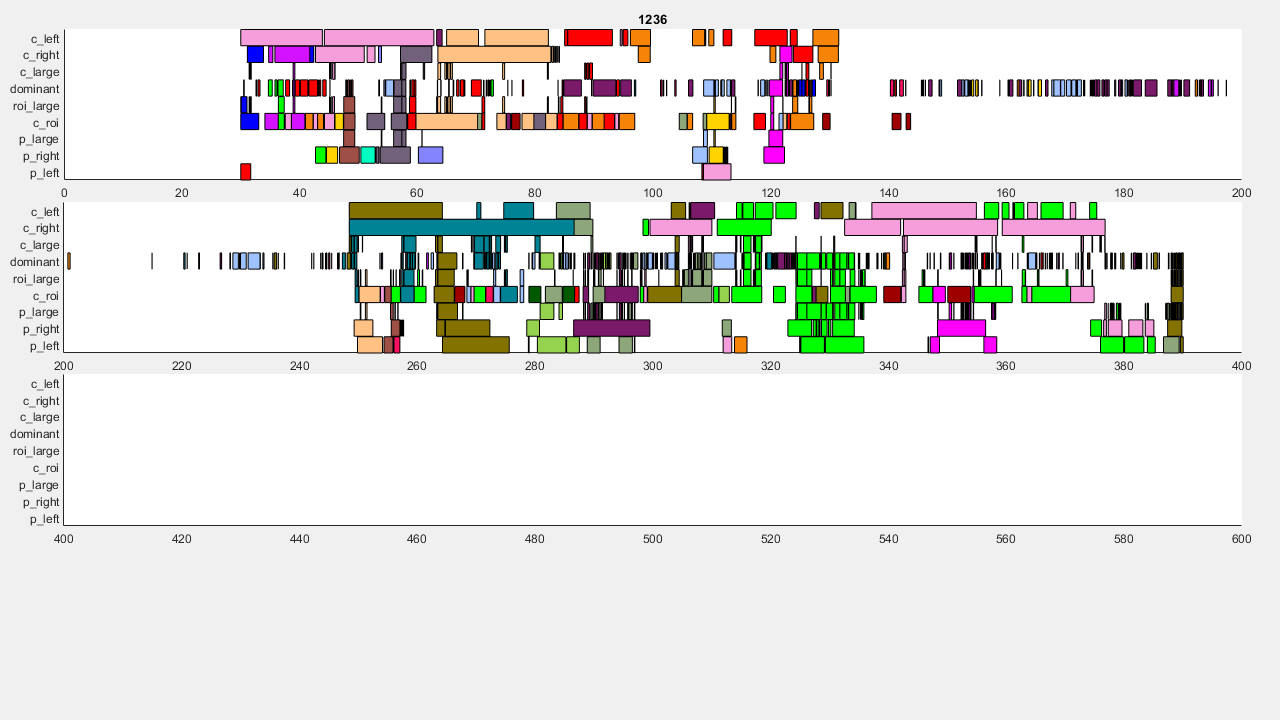 1236
c_left
c_right
c_large
dominant
roi_large
c_roi
p_large
p_right
p_left
0 20 40 60 80 100 120 140 160 180 200
c_left
c_right
c_large
dominant
roi_large
c_roi
p_large
p_right
p_left
200 220 240 260 280 300 320 340 360 380 400
c_left
c_right
c_large
dominant
roi_large
c_roi
p_large
p_right
p_left
400 420 440 460 480 500 520 540 560 580 600